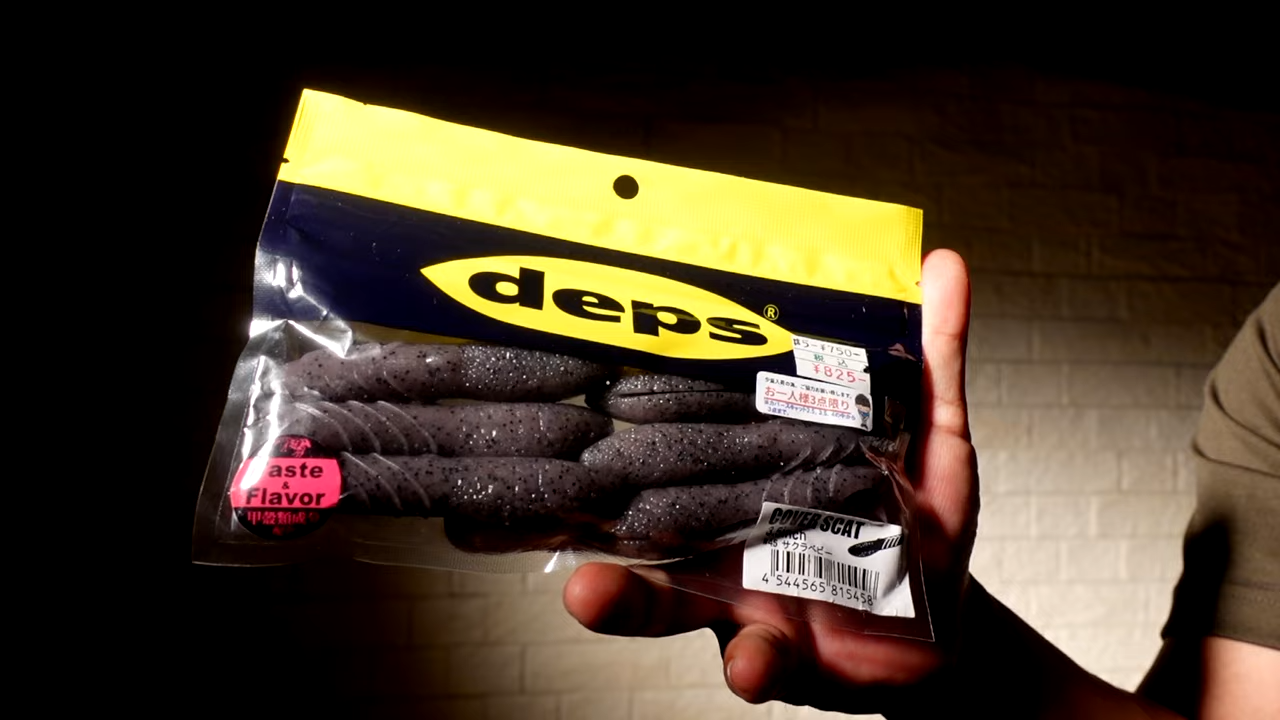 deps®
ま5-¥750-
税込
¥825-
お一人様3点限り
Taste
&
Flavor
甲殻類成分
COVER SCAT
サクラベビー
4 544565 815458